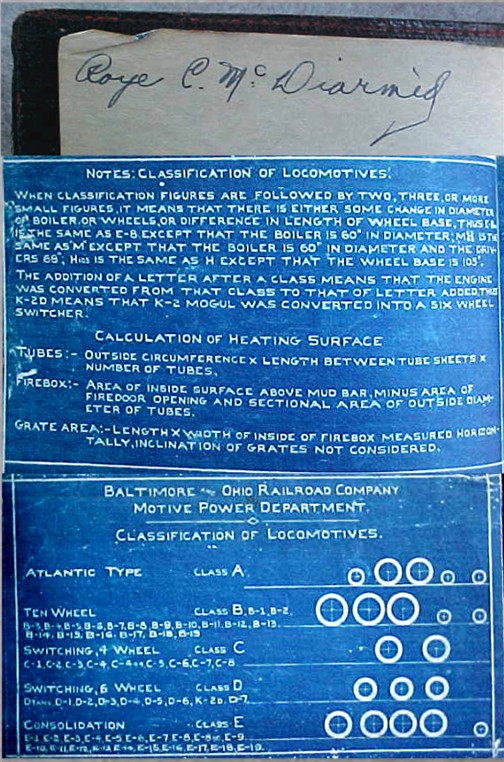 Roye C. McDiarmid
NOTES: CLASSIFICATION OF LOCOMOTIVES.
WHEN CLASSIFICATION FIGURES ARE FOLLOWED BY TWO, THREE, OR MORE
SMALL FIGURES, IT MEANS THAT THERE IS EITHER SOME CHANGE IN DIAMETER
OF BOILER, OR WHEELS, OR DIFFERENCE IN LENGTH OF WHEEL BASE, THUS
IS THE SAME AS E-8 EXCEPT THAT THE BOILER IS 60" IN DIAMETER; IS THE
SAME AS "M" EXCEPT THAT THE BOILER IS 60" IN DIAMETER AND THE DRIV-
ERS 68", IS THE SAME AS H EXCEPT THAT THE WHEEL BASE IS 105".
THE ADDITION OF A LETTER AFTER A CLASS MEANS THAT THE ENGINE
WAS CONVERTED FROM THAT CLASS TO THAT OF LETTER ADDED, THUS
K-2D MEANS THAT K-2 MOGUL WAS CONVERTED INTO A SIX WHEEL
SWITCHER.
CALCULATION OF HEATING SURFACE
TUBES:- OUTSIDE CIRCUMFERENCE X LENGTH BETWEEN TUBE SHEETS X
NUMBER OF TUBES.
FIREBOX:- AREA OF INSIDE SURFACE ABOVE MUD BAR, MINUS AREA OF
FIREDOOR OPENING AND SECTIONAL AREA OF OUTSIDE DIAM-
ETER OF TUBES.
GRATE AREA:- LENGTH X WIDTH OF INSIDE OF FIREBOX MEASURED HORIZON-
TALLY, INCLINATION OF GRATES NOT CONSIDERED.
BALTIMORE AND OHIO RAILROAD COMPANY
MOTIVE POWER DEPARTMENT.
CLASSIFICATION OF LOCOMOTIVES.
ATLANTIC TYPE CLASS A
TEN WHEEL CLASS B, B-1, B-2,
B-3, B-4, B-5, B-6, B-7, B-8, B-9, B-10, B-11, B-12, B-13,
B-14, B-15, B-16, B-17, B-18, B-19
SWITCHING, 4 WHEEL CLASS C
C-1, C-2, C-3, C-4, C-5, C-6, C-7, C-8
SWITCHING, 6 WHEEL CLASS D
D-1, D-2, D-3, D-4, D-5, D-6, K-2D, D-7
CONSOLIDATION CLASS E
E-1, E-2, E-3, E-4, E-5, E-6, E-7, E-8, E-9,
E-10, E-11, E-12, E-13, E-14, E-15, E-16, E-17, E-18, E-19.